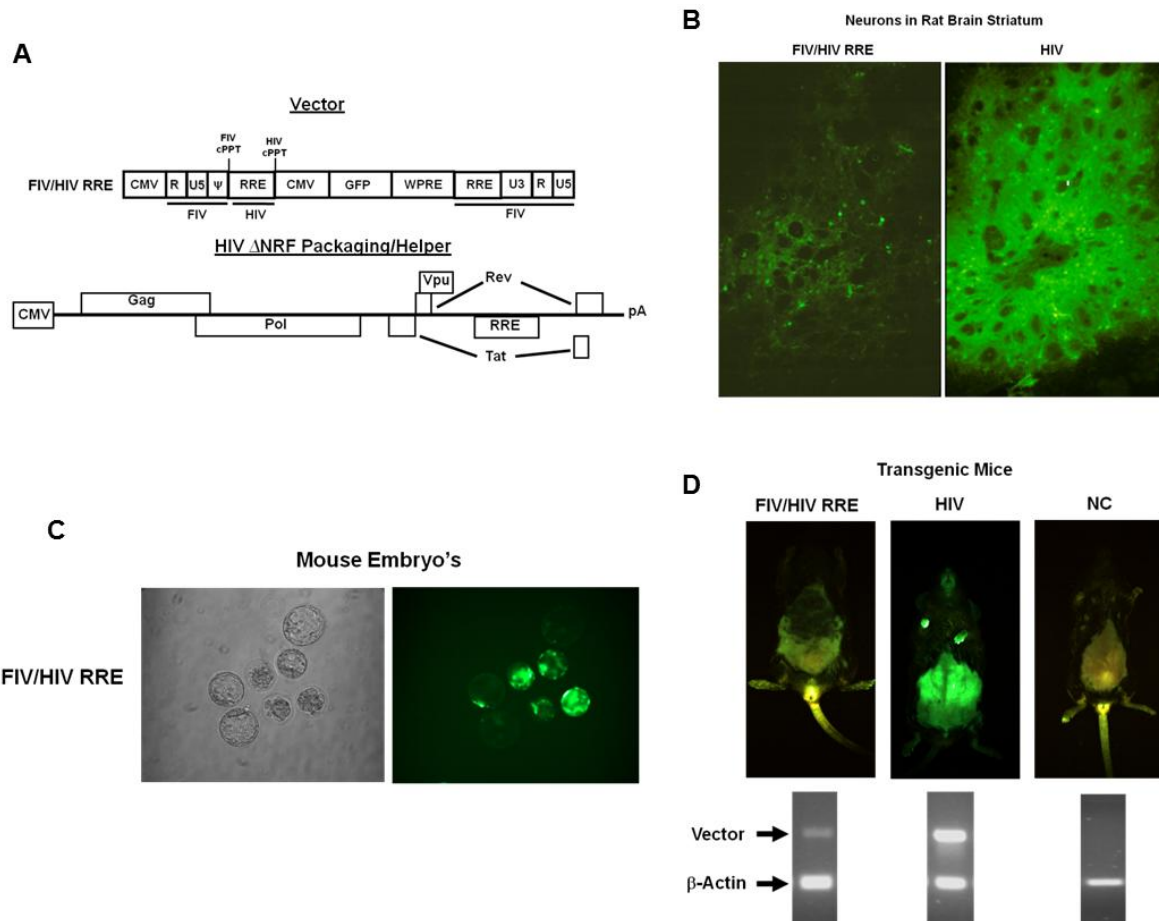 A
Vector
FIV
cPPT
HIV
cPPT
FIV/HIV RRE
CMV R U5 Ψ RRE CMV GFP WPRE RRE U3 R U5
FIV HIV FIV
HIV ΔNRF Packaging/Helper
CMV Gag Pol Vpu Rev Tat RRE pA
B
Neurons in Rat Brain Striatum
FIV/HIV RRE HIV
C
Mouse Embryo's
FIV/HIV RRE
D
Transgenic Mice
FIV/HIV RRE HIV NC
Vector
β-Actin